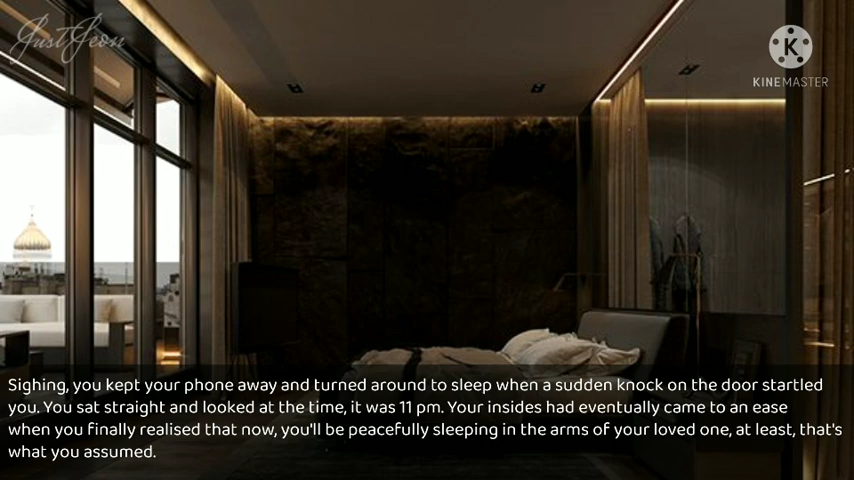 JustJeon
KINEMASTER
Sighing, you kept your phone away and turned around to sleep when a sudden knock on the door startled
you. You sat straight and looked at the time, it was 11 pm. Your insides had eventually came to an ease
when you finally realised that now, you'll be peacefully sleeping in the arms of your loved one, at least, that's
what you assumed.